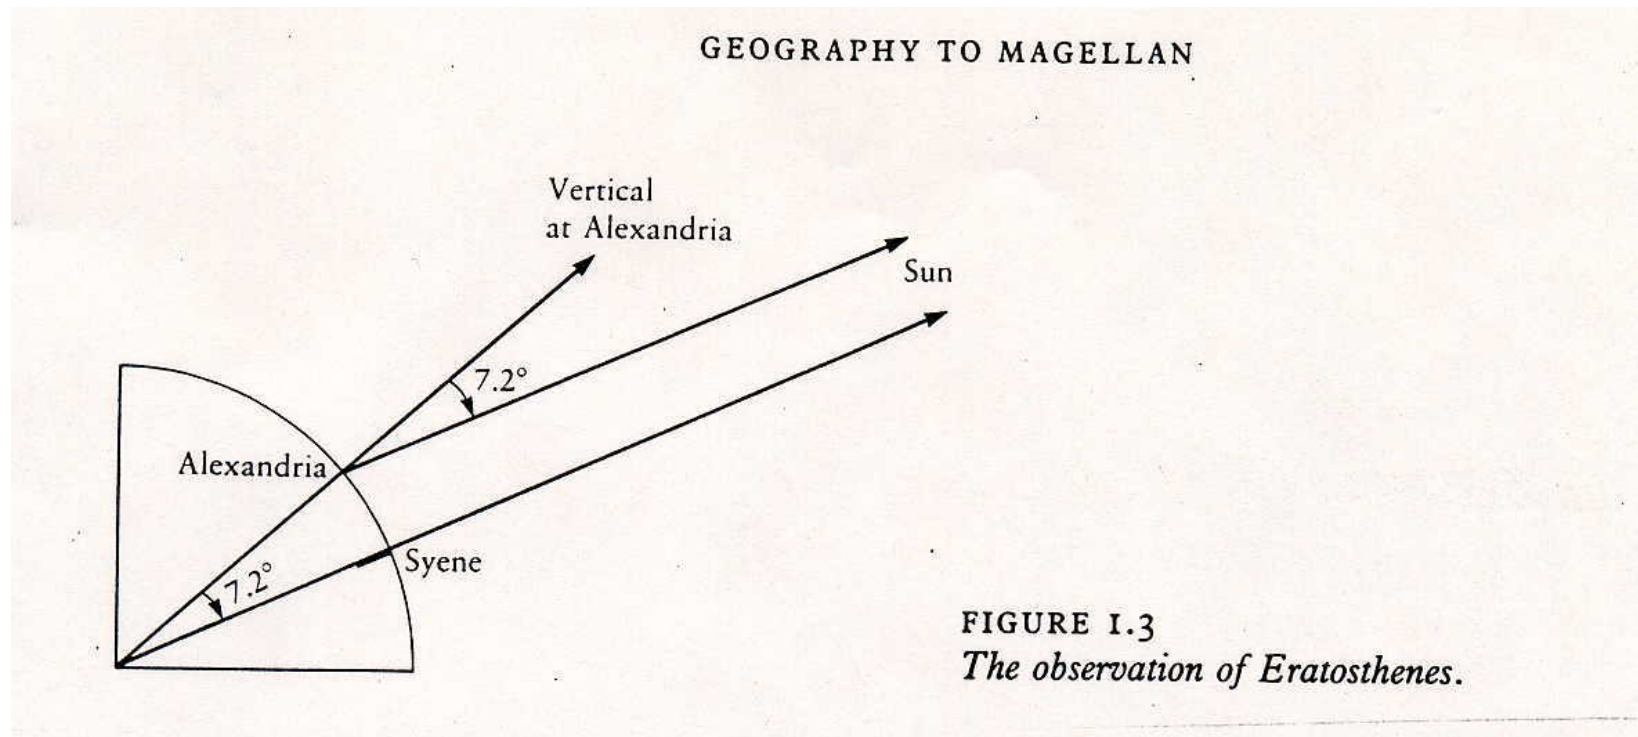 GEOGRAPHY TO MAGELLAN
Vertical
at Alexandria
Sun
7.2°
Alexandria
Syene
7.2°
FIGURE I.3
The observation of Eratosthenes.